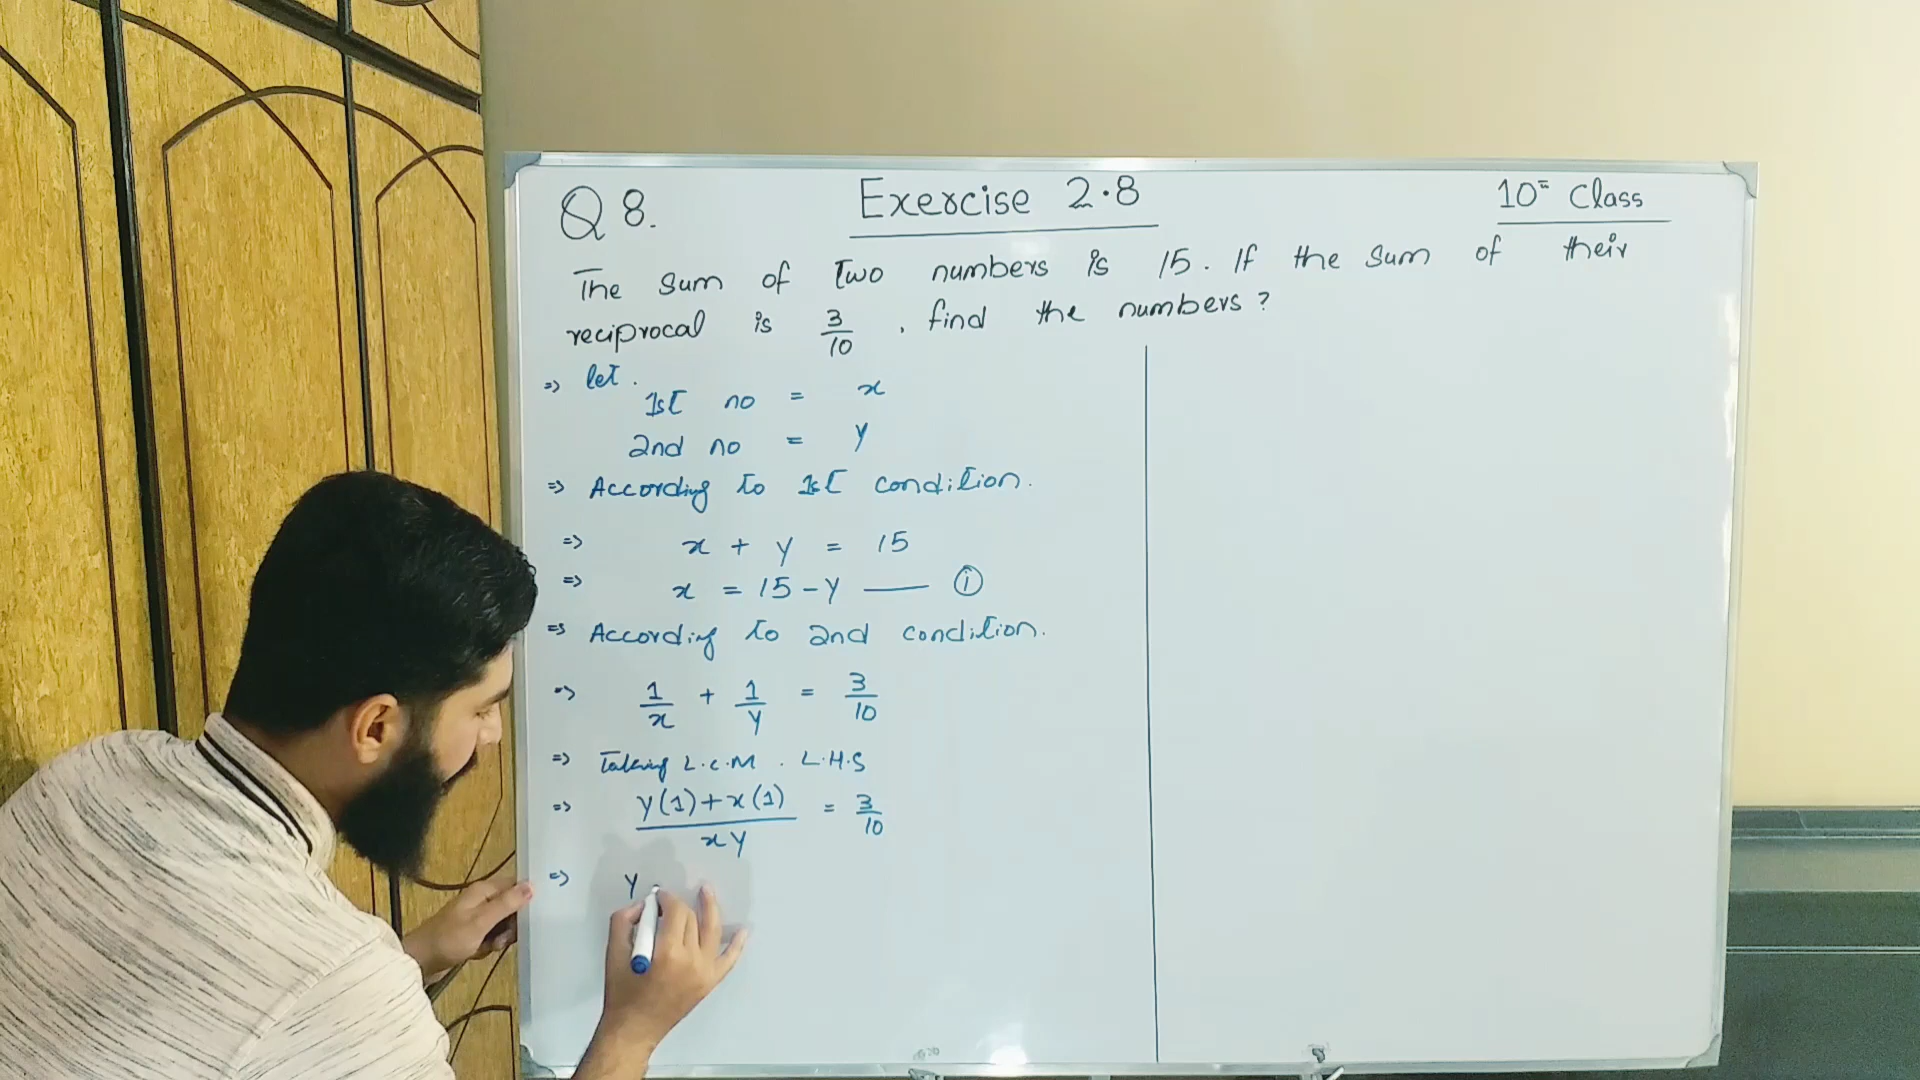 Q 8. Exercise 2.8 10th Class
The sum of two numbers is 15. If the sum of their
reciprocal is 3/10, find the numbers?
=> let.
1st no = x
2nd no = y
=> According to 1st condition.
=> x + y = 15
=> x = 15 - y —— (i)
=> According to 2nd condition.
=> 1/x + 1/y = 3/10
=> Taking L.C.M. L.H.S
=> y(1)+x(1)/xy = 3/10
=> y